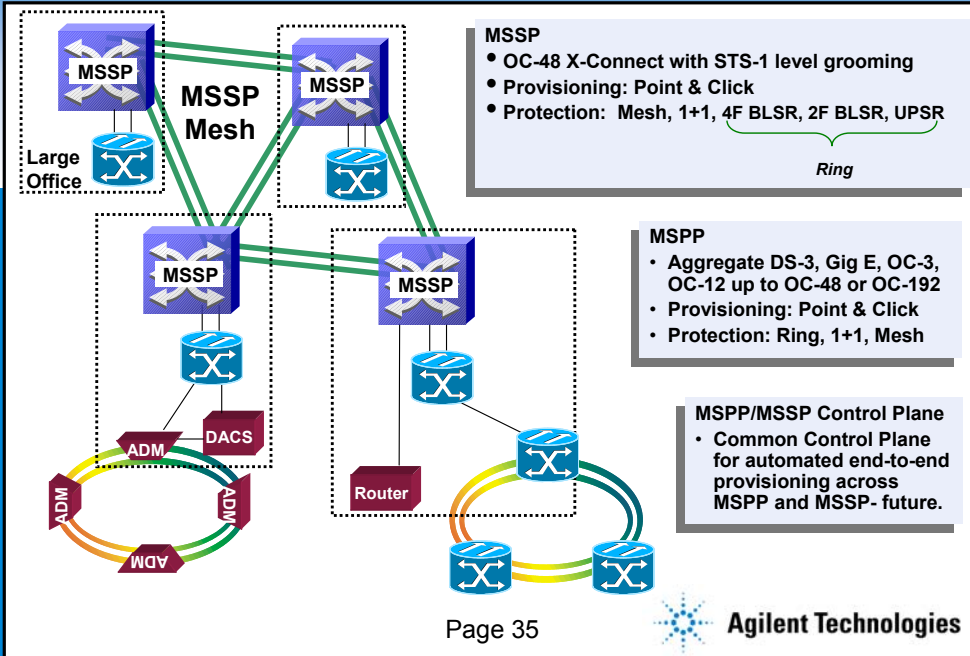 MSSP
MSSP
MSSP
Mesh
Large
Office
MSSP
MSSP
DACS
ADM
ADM
ADM
ADM
Router
MSSP
• OC-48 X-Connect with STS-1 level grooming
• Provisioning: Point & Click
• Protection: Mesh, 1+1, 4F BLSR, 2F BLSR, UPSR
Ring
MSPP
• Aggregate DS-3, Gig E, OC-3,
OC-12 up to OC-48 or OC-192
• Provisioning: Point & Click
• Protection: Ring, 1+1, Mesh
MSPP/MSSP Control Plane
• Common Control Plane
for automated end-to-end
provisioning across
MSPP and MSSP- future.
Page 35
Agilent Technologies